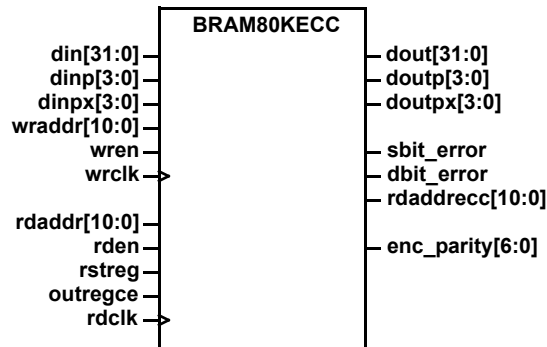 BRAM80KECC
din[31:0]
dinp[3:0]
dinpx[3:0]
wraddr[10:0]
wren
wrclk
rdaddr[10:0]
rden
rstreg
outregce
rdclk
dout[31:0]
doutp[3:0]
doutpx[3:0]
sbit_error
dbit_error
rdaddrecc[10:0]
enc_parity[6:0]